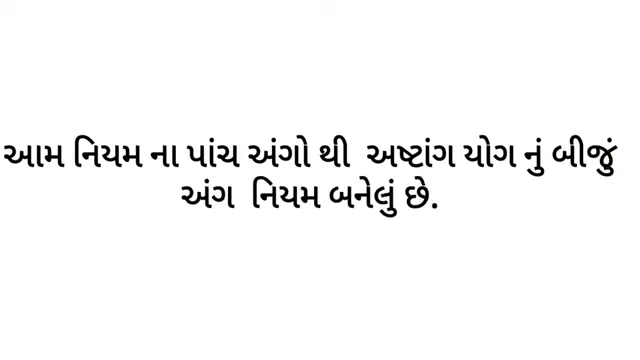 આમ નિયમ ના પાંચ અંગો થી  અષ્ટાંગ યોગ નું બીજું
અંગ  નિયમ બનેલું છે.